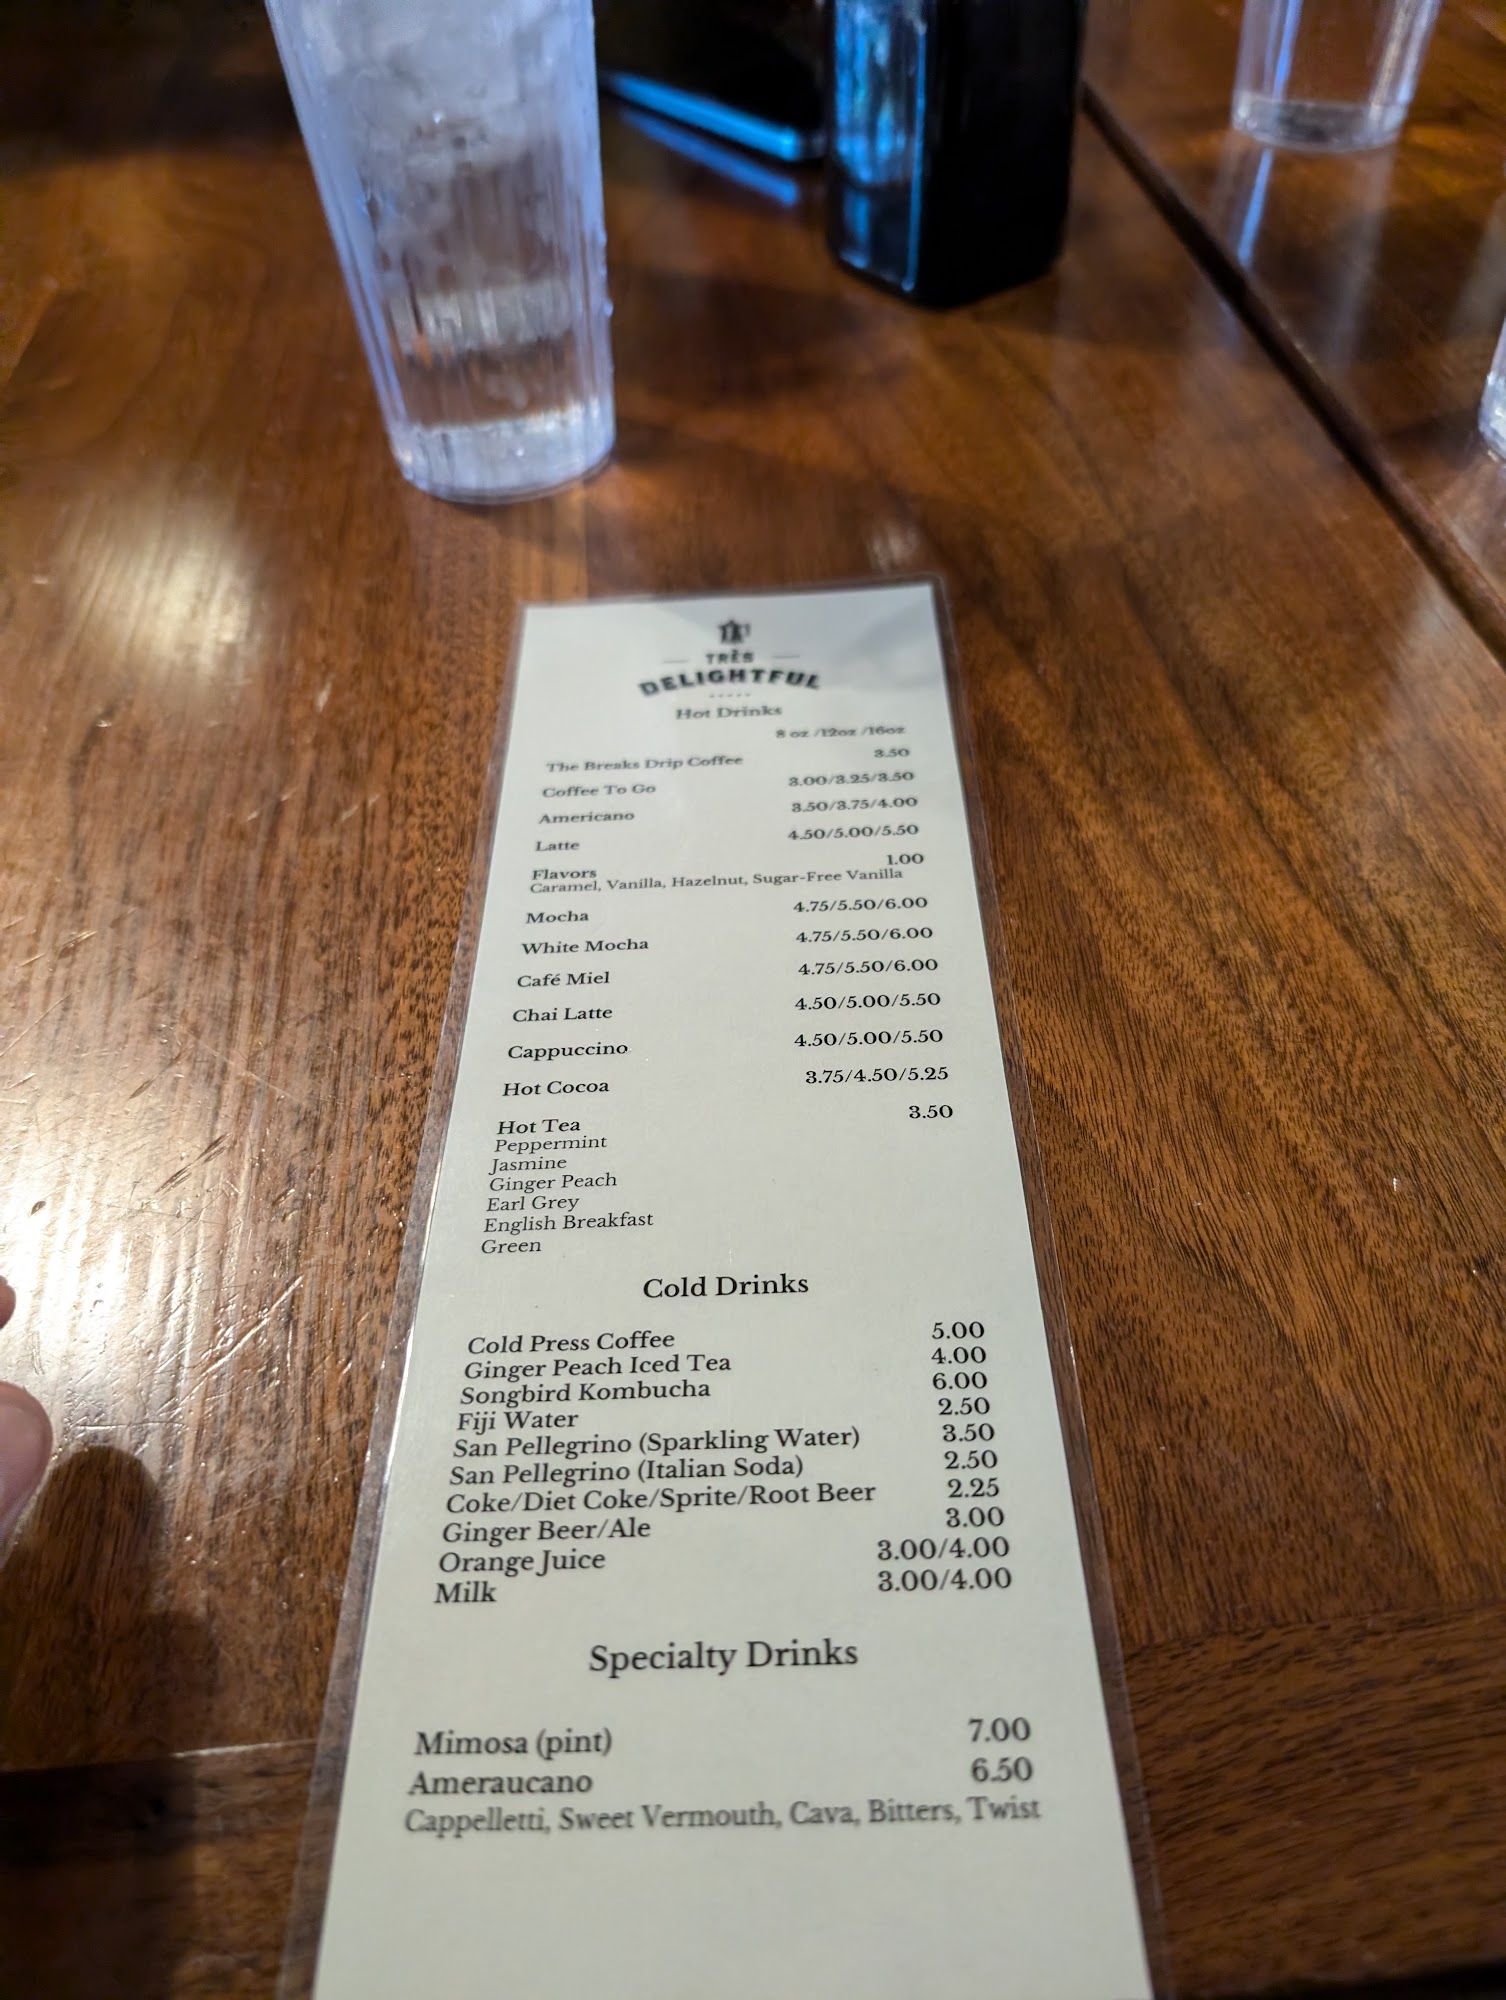 TRÈS
DELIGHTFUL
Hot Drinks
8 oz /12oz /16oz
The Breaks Drip Coffee 3.50
Coffee To Go 3.00/3.25/3.50
Americano 3.50/3.75/4.00
Latte 4.50/5.00/5.50
Flavors 1.00
Caramel, Vanilla, Hazelnut, Sugar-Free Vanilla
Mocha 4.75/5.50/6.00
White Mocha 4.75/5.50/6.00
Café Miel 4.75/5.50/6.00
Chai Latte 4.50/5.00/5.50
Cappuccino 4.50/5.00/5.50
Hot Cocoa 3.75/4.50/5.25
Hot Tea 3.50
Peppermint
Jasmine
Ginger Peach
Earl Grey
English Breakfast
Green
Cold Drinks
Cold Press Coffee 5.00
Ginger Peach Iced Tea 4.00
Songbird Kombucha 6.00
Fiji Water 2.50
San Pellegrino (Sparkling Water) 3.50
San Pellegrino (Italian Soda) 2.50
Coke/Diet Coke/Sprite/Root Beer 2.25
Ginger Beer/Ale 3.00
Orange Juice 3.00/4.00
Milk 3.00/4.00
Specialty Drinks
Mimosa (pint) 7.00
Ameraucano 6.50
Cappelletti, Sweet Vermouth, Cava, Bitters, Twist